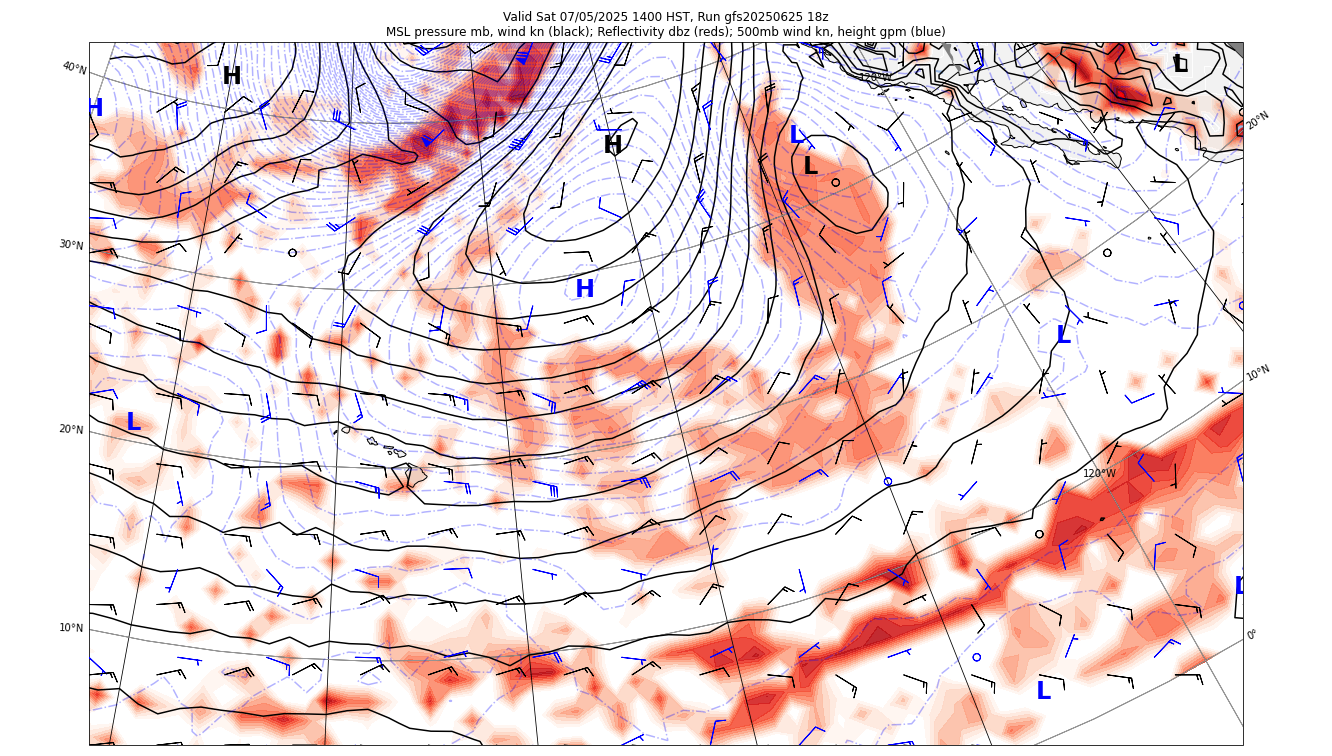 Valid Sat 07/05/2025 1400 HST, Run gfs20250625 18z
MSL pressure mb, wind kn (black); Reflectivity dbz (reds); 500mb wind kn, height gpm (blue)
40°N
H
H
H
L
L
L
120°W
20°N
30°N
H
L
10°N
20°N
L
120°W
10°N
0°
L